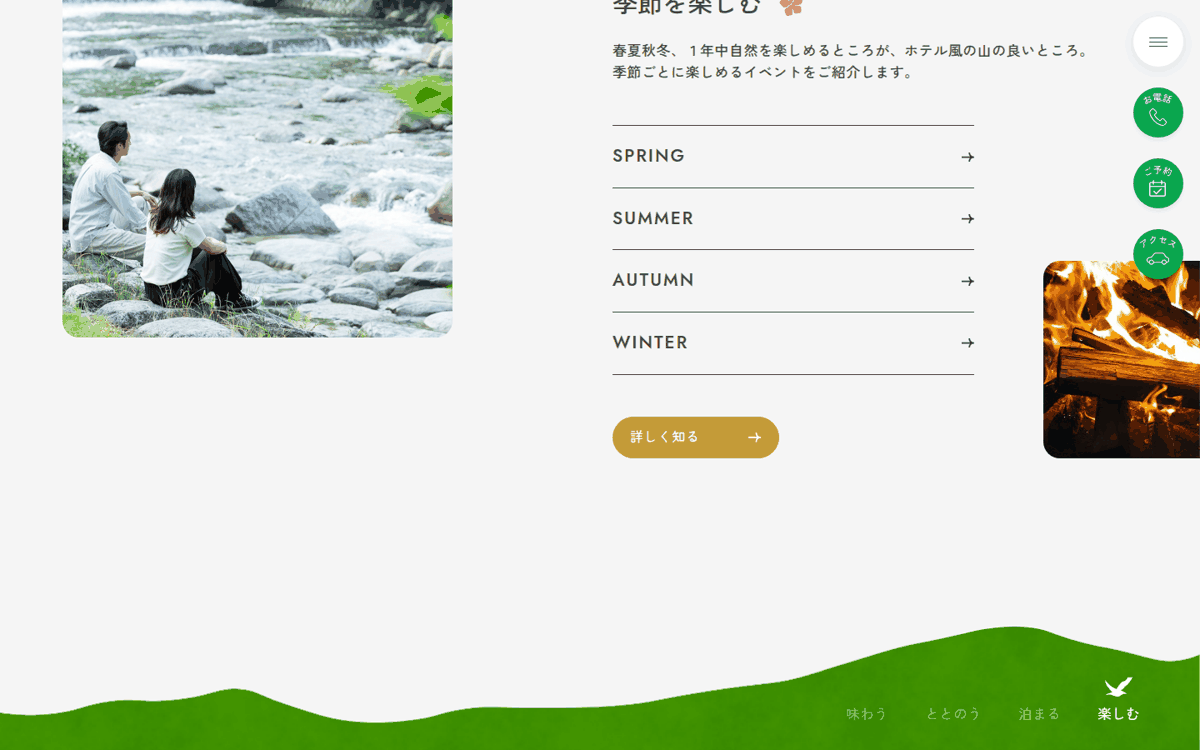 季節を楽しむ
春夏秋冬、１年中自然を楽しめるところが、ホテル風の山の良いところ。
季節ごとに楽しめるイベントをご紹介します。
SPRING
SUMMER
AUTUMN
WINTER
詳しく知る
お電話
ご予約
アクセス
味わう
ととのう
泊まる
楽しむ